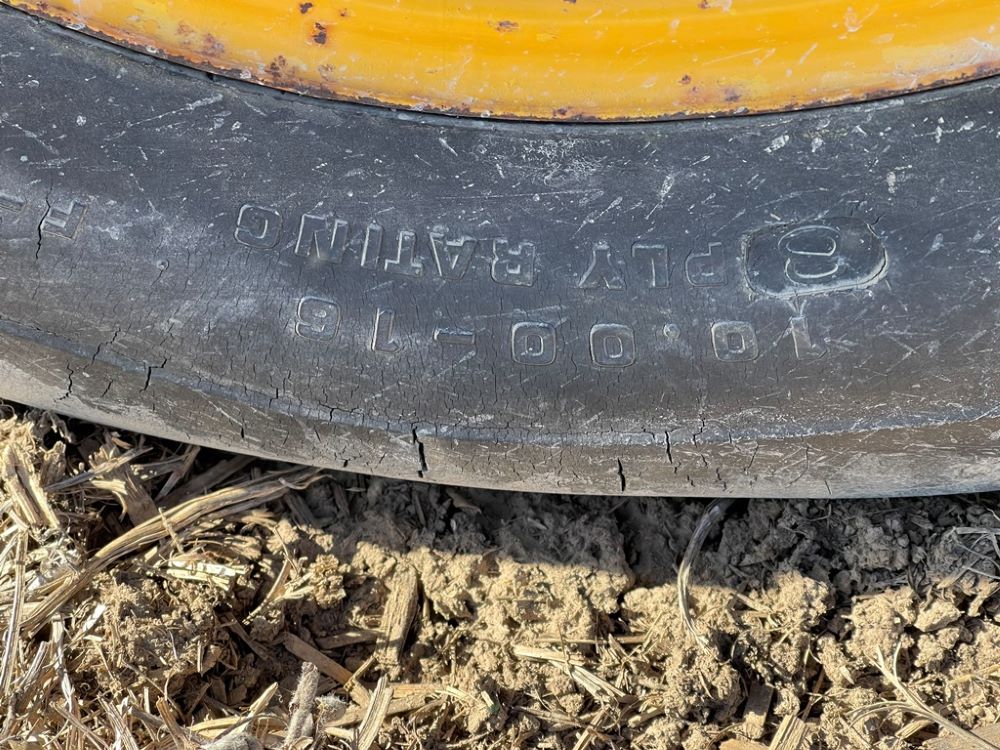 10.00-16
8 PLY RATING F-